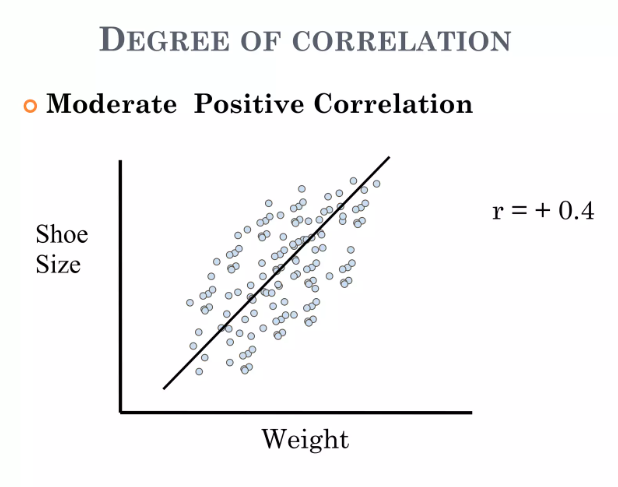 DEGREE OF CORRELATION
Moderate Positive Correlation
r = + 0.4
Shoe
Size
Weight